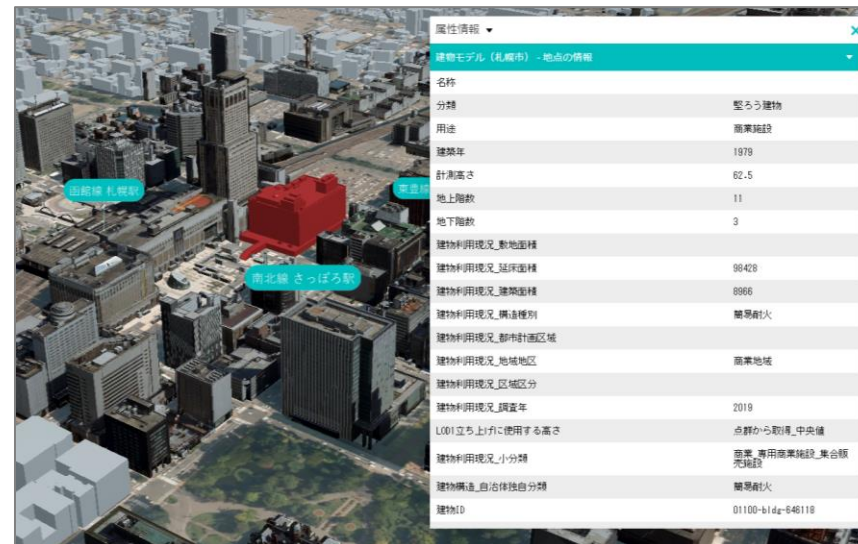 属性情報 ▼
建物モデル(札幌市) - 地点の情報
名称
分類 堅ろう建物
用途 商業施設
建築年 1979
計測高さ 62.5
地上階数 11
地下階数 3
建物利用現況_敷地面積
建物利用現況_延床面積 98428
建物利用現況_建築面積 8966
建物利用現況_構造種別 簡易耐火
建物利用現況_都市計画区域
建物利用現況_地域地区 商業地域
建物利用現況_区域区分
建物利用現況_調査年 2019
LOD1立ち上げに使用する高さ 点群から取得_中央値
建物利用現況_小分類 商業_専用商業施設_集合販
売施設
建物構造_自治体独自分類 簡易耐火
建物ID 01100-bldg-646118
函館線 札幌駅
東豊線
南北線 さっぽろ駅